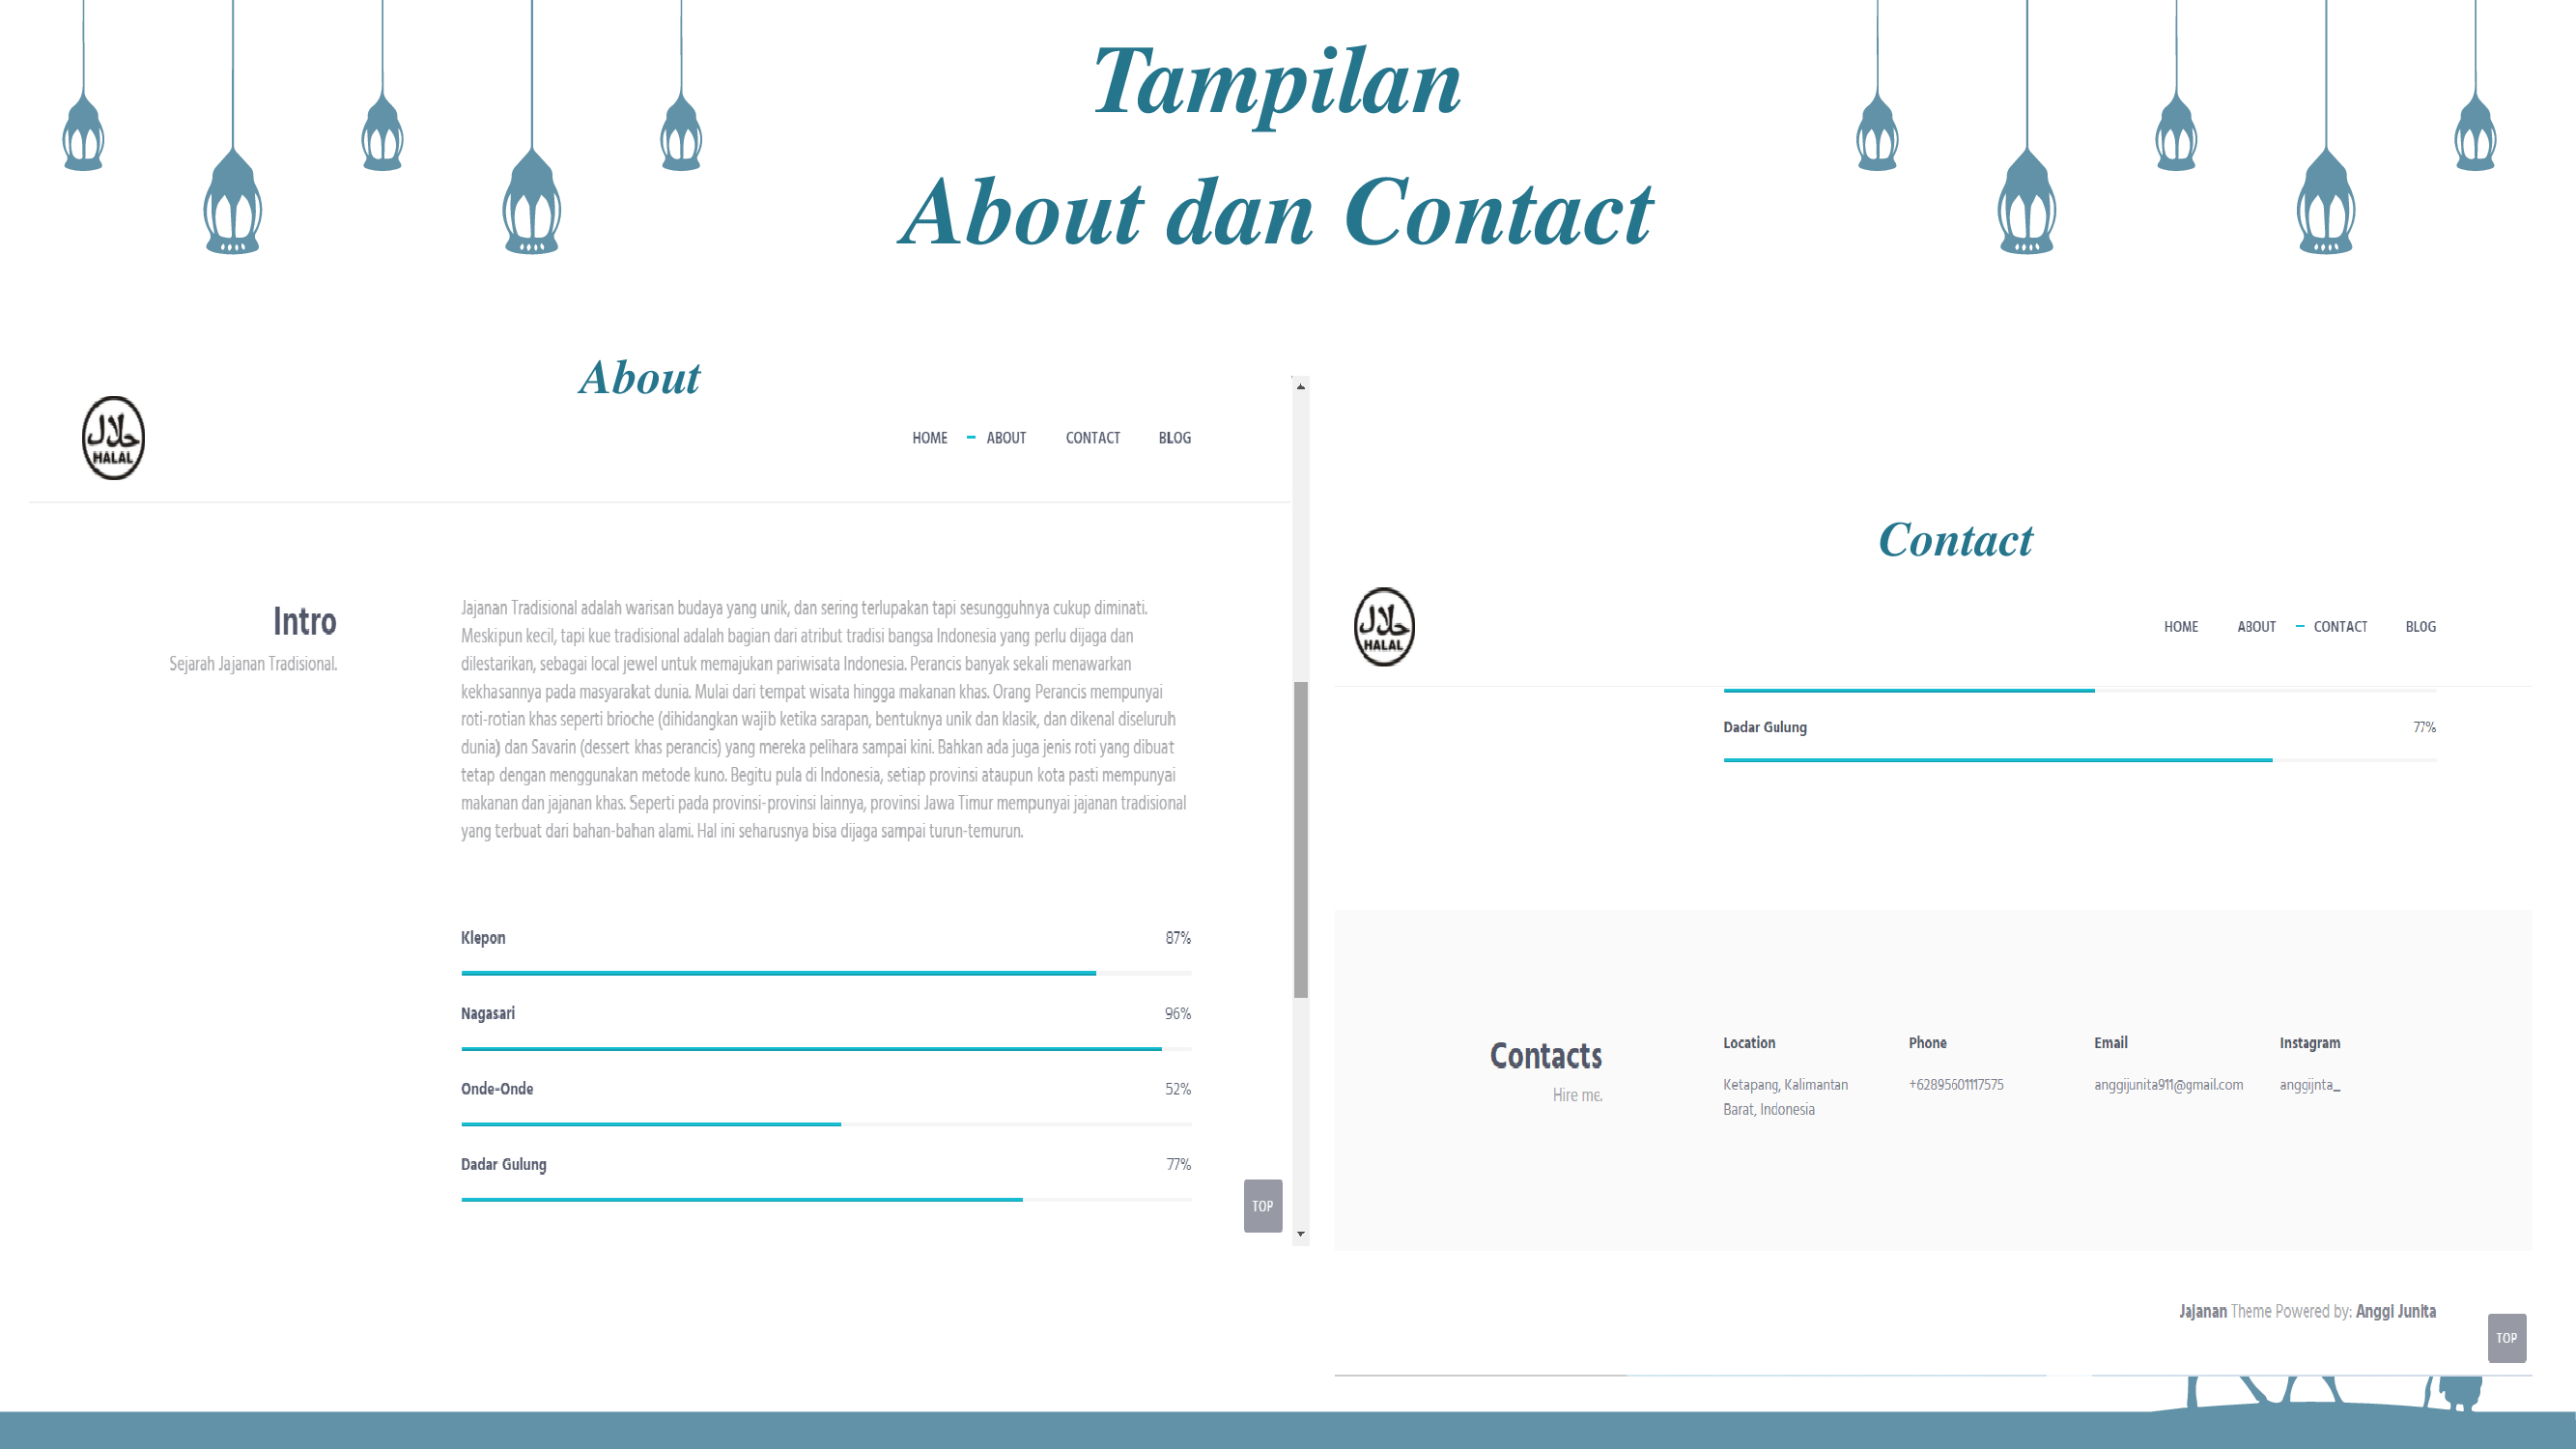 Tampilan
About dan Contact
About
حلال
HALAL
HOME ABOUT CONTACT BLOG
Intro
Sejarah Jajanan Tradisional.
Jajanan Tradisional adalah warisan budaya yang unik, dan sering terlupakan tapi sesungguhnya cukup diminati.
Meskipun kecil, tapi kue tradisional adalah bagian dari atribut tradisi bangsa Indonesia yang perlu dijaga dan
dilestarikan, sebagai local jewel untuk memajukan pariwisata Indonesia. Perancis banyak sekali menawarkan
kekhasannya pada masyarakat dunia. Mulai dari tempat wisata hingga makanan khas. Orang Perancis mempunyai
roti-rotian khas seperti brioche (dihidangkan wajib ketika sarapan, bentuknya unik dan klasik, dan dikenal diseluruh
dunia) dan Savarin (dessert khas perancis) yang mereka pelihara sampai kini. Bahkan ada juga jenis roti yang dibuat
tetap dengan menggunakan metode kuno. Begitu pula di Indonesia, setiap provinsi ataupun kota pasti mempunyai
makanan dan jajanan khas. Seperti pada provinsi-provinsi lainnya, provinsi Jawa Timur mempunyai jajanan tradisional
yang terbuat dari bahan-bahan alami. Hal ini seharusnya bisa dijaga sampai turun-temurun.
Klepon 87%
Nagasari 96%
Onde-Onde 52%
Dadar Gulung 77%
TOP
Contact
حلال
HALAL
HOME ABOUT CONTACT BLOG
Dadar Gulung 77%
Contacts
Hire me.
Location Phone Email Instagram
Ketapang, Kalimantan +62895601117575 anggijunita911@gmail.com anggijnta_
Barat, Indonesia
Jajanan Theme Powered by: Anggi Junita
TOP